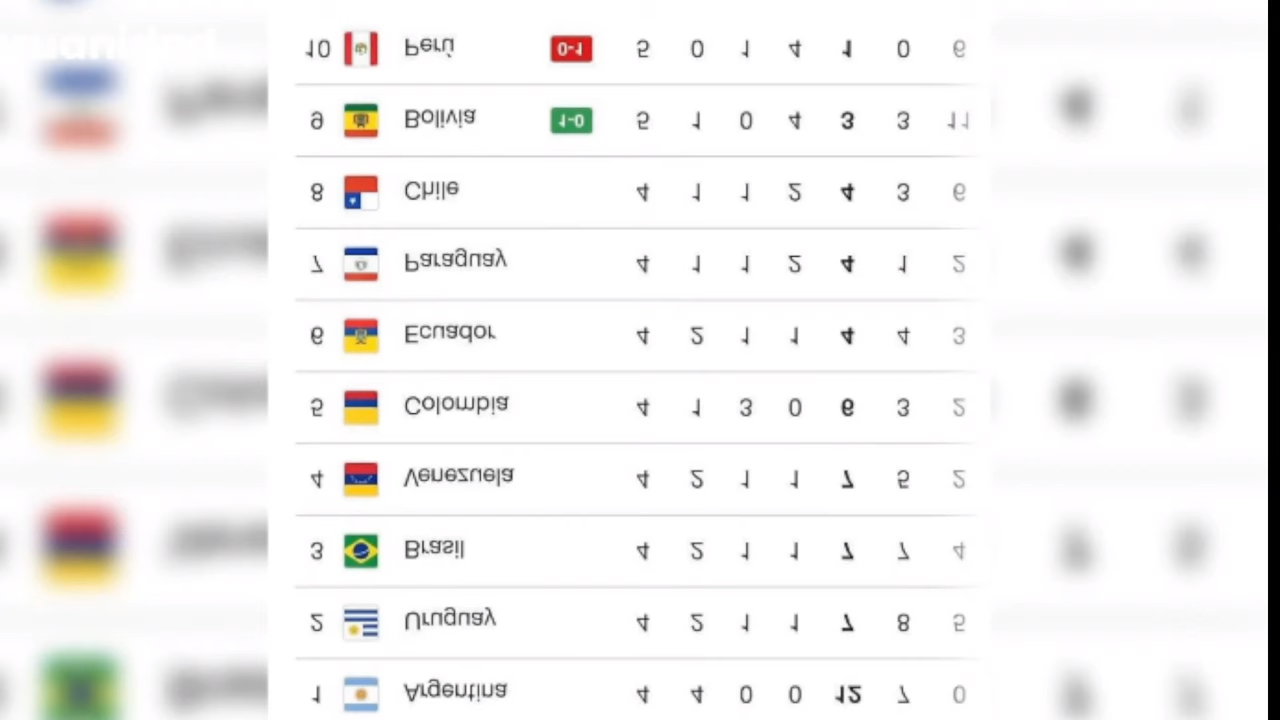 1 Argentina 4 4 0 0 12 7 0
2 Uruguay 4 2 1 1 7 8 5
3 Brasil 4 2 1 1 7 7 4
4 Venezuela 4 2 1 1 7 5 2
5 Colombia 4 1 3 0 6 3 2
6 Ecuador 4 2 1 1 4 4 3
7 Paraguay 4 1 1 2 4 1 2
8 Chile 4 1 1 2 4 3 6
9 Bolivia 1-0 5 1 0 4 3 3 11
10 Perú 0-1 5 0 1 4 1 0 6